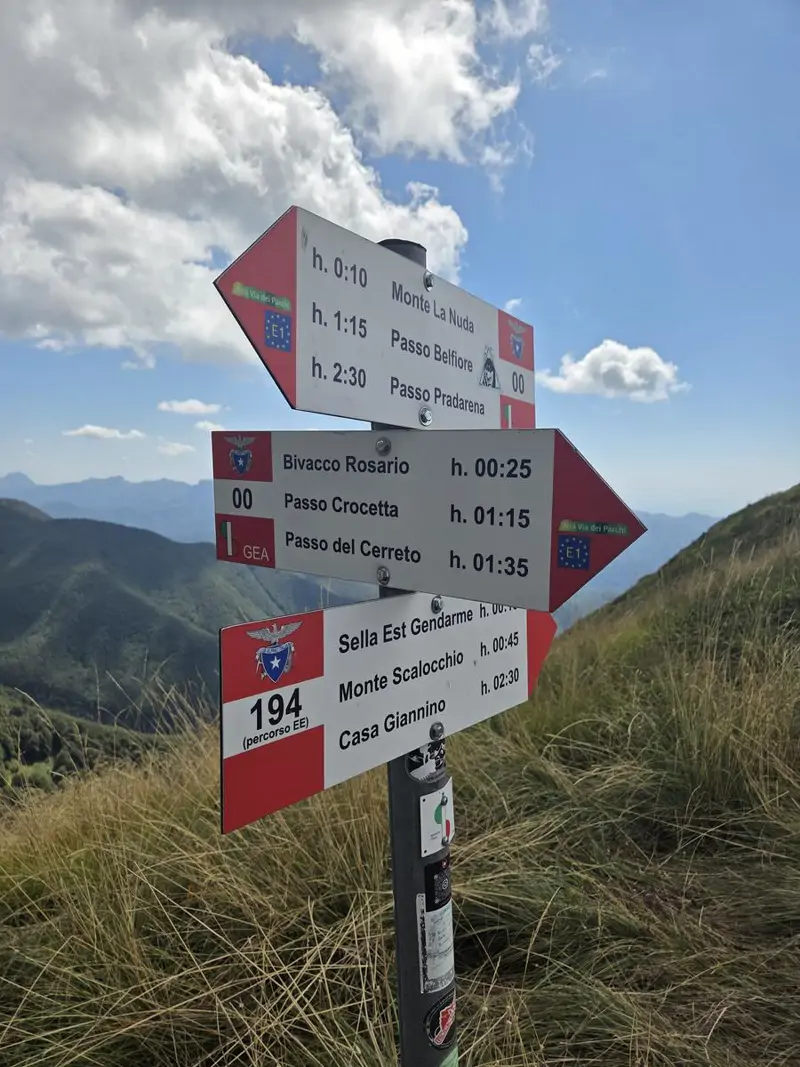 h. 0:10 Monte La Nuda
h. 1:15 Passo Belfiore
h. 2:30 Passo Pradarena
Alta Via dei Parchi
E1
00
Bivacco Rosario h. 00:25
00 Passo Crocetta h. 01:15
Passo del Cerreto h. 01:35
GEA
Alta Via dei Parchi
E1
Sella Est Gendarme
Monte Scalocchio h. 00:45
Casa Giannino h. 02:30
194
(percorso EE)